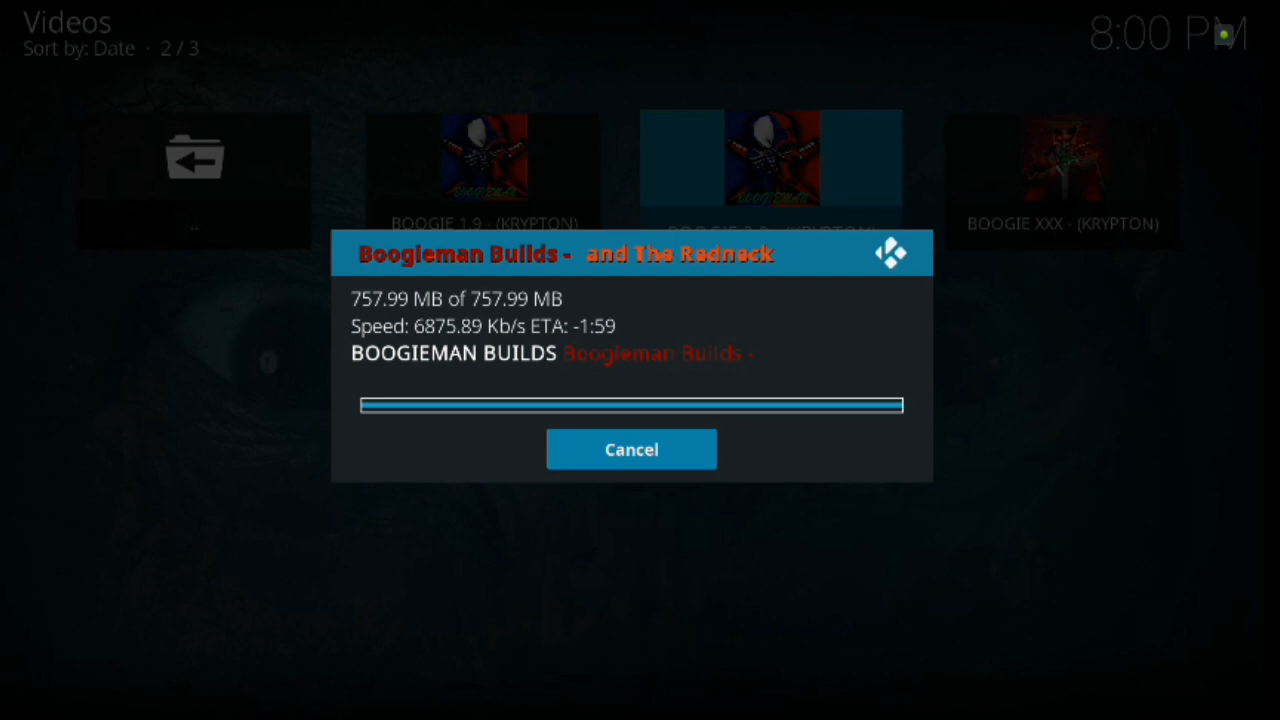 Videos
Sort by: Date · 2 / 3
8:00 PM
..
BOOGIE 1.9 - (KRYPTON)
BOOGIE XXX - (KRYPTON)
Boogieman Builds - and The Redneck
757.99 MB of 757.99 MB
Speed: 6875.89 Kb/s ETA: -1:59
BOOGIEMAN BUILDS Boogieman Builds -
Cancel